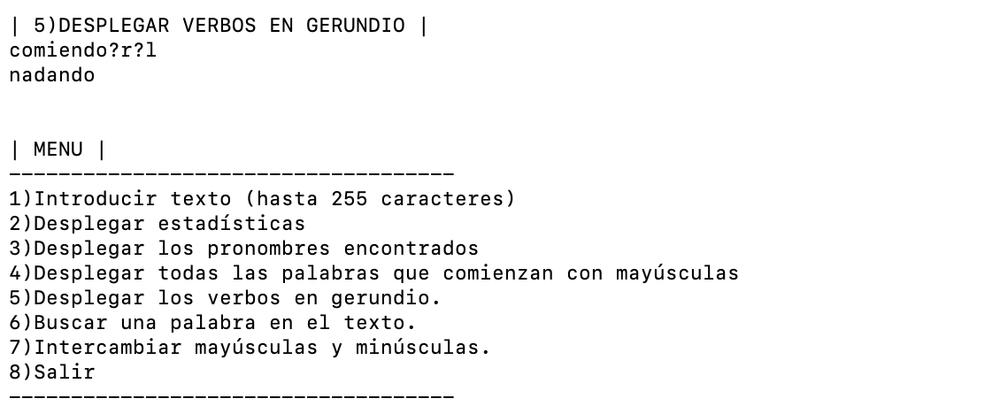 | 5)DESPLEGAR VERBOS EN GERUNDIO |
comiendo?r?l
nadando
| MENU |
------------------------------------
1)Introducir texto (hasta 255 caracteres)
2)Desplegar estadísticas
3)Desplegar los pronombres encontrados
4)Desplegar todas las palabras que comienzan con mayúsculas
5)Desplegar los verbos en gerundio.
6)Buscar una palabra en el texto.
7)Intercambiar mayúsculas y minúsculas.
8)Salir
------------------------------------